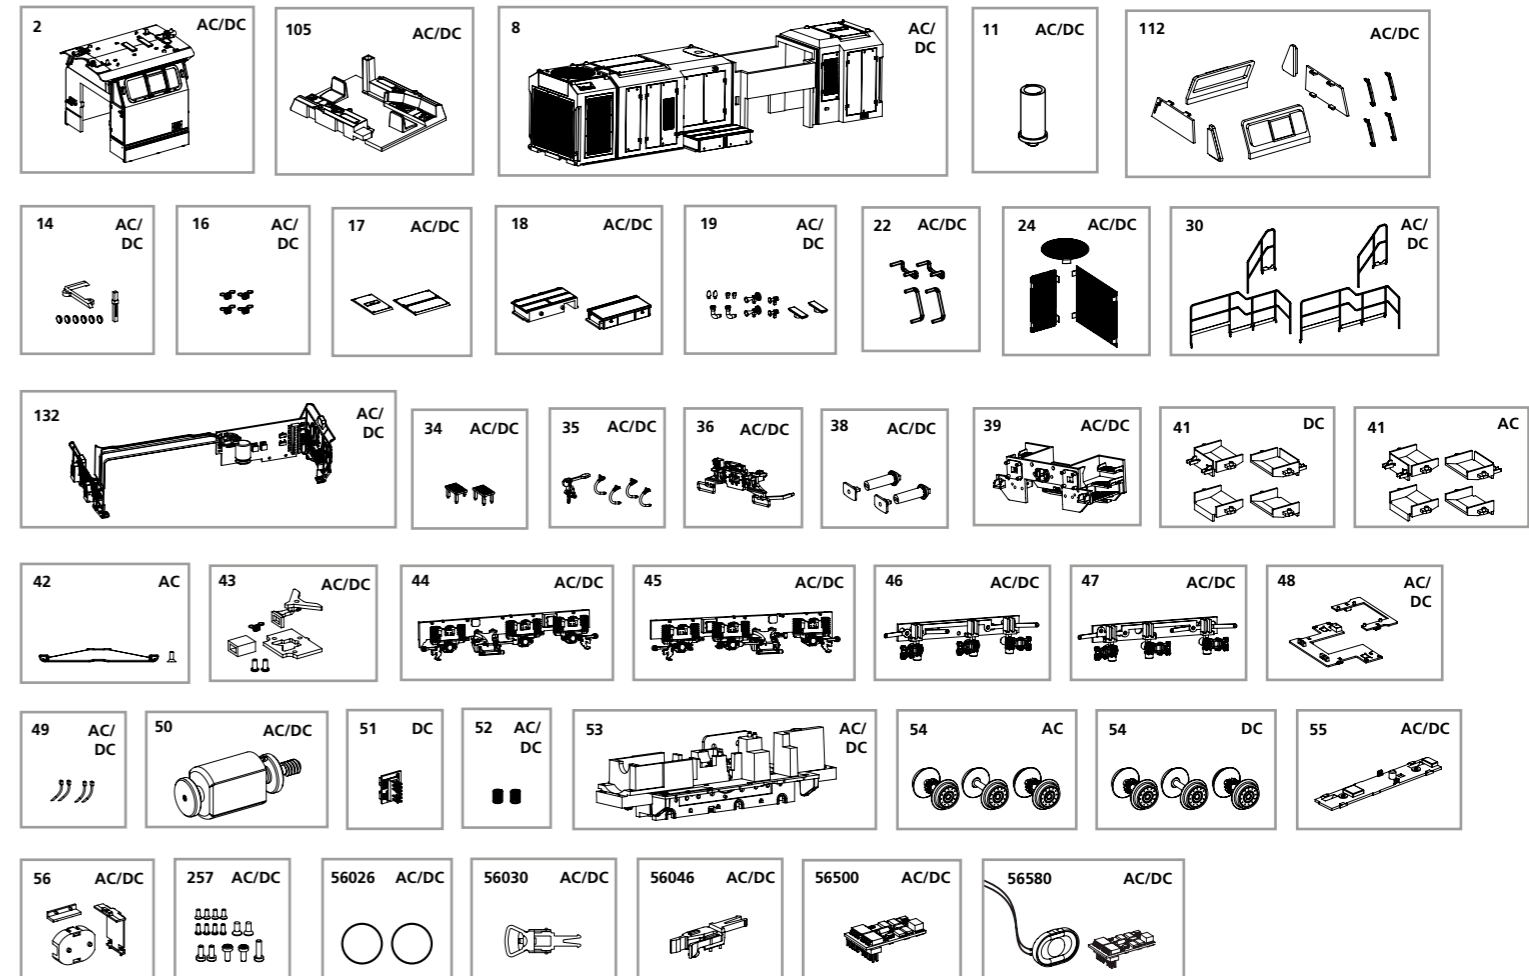 2 AC/DC
105 AC/DC
8 AC/
DC
11 AC/DC
112 AC/DC
14 AC/
DC
16 AC/
DC
17 AC/DC
18 AC/DC
19 AC/
DC
22 AC/DC
24 AC/DC
30 AC/
DC
132 AC/
DC
34 AC/DC
35 AC/DC
36 AC/DC
38 AC/DC
39 AC/DC
41 DC
41 AC
42 AC
43 AC/DC
44 AC/DC
45 AC/DC
46 AC/DC
47 AC/DC
48 AC/
DC
49 AC/
DC
50 AC/DC
51 DC
52 AC/
DC
53 AC/
DC
54 AC
54 DC
55 AC/DC
56 AC/DC
257 AC/DC
56026 AC/DC
56030 AC/DC
56046 AC/DC
56500 AC/DC
56580 AC/DC